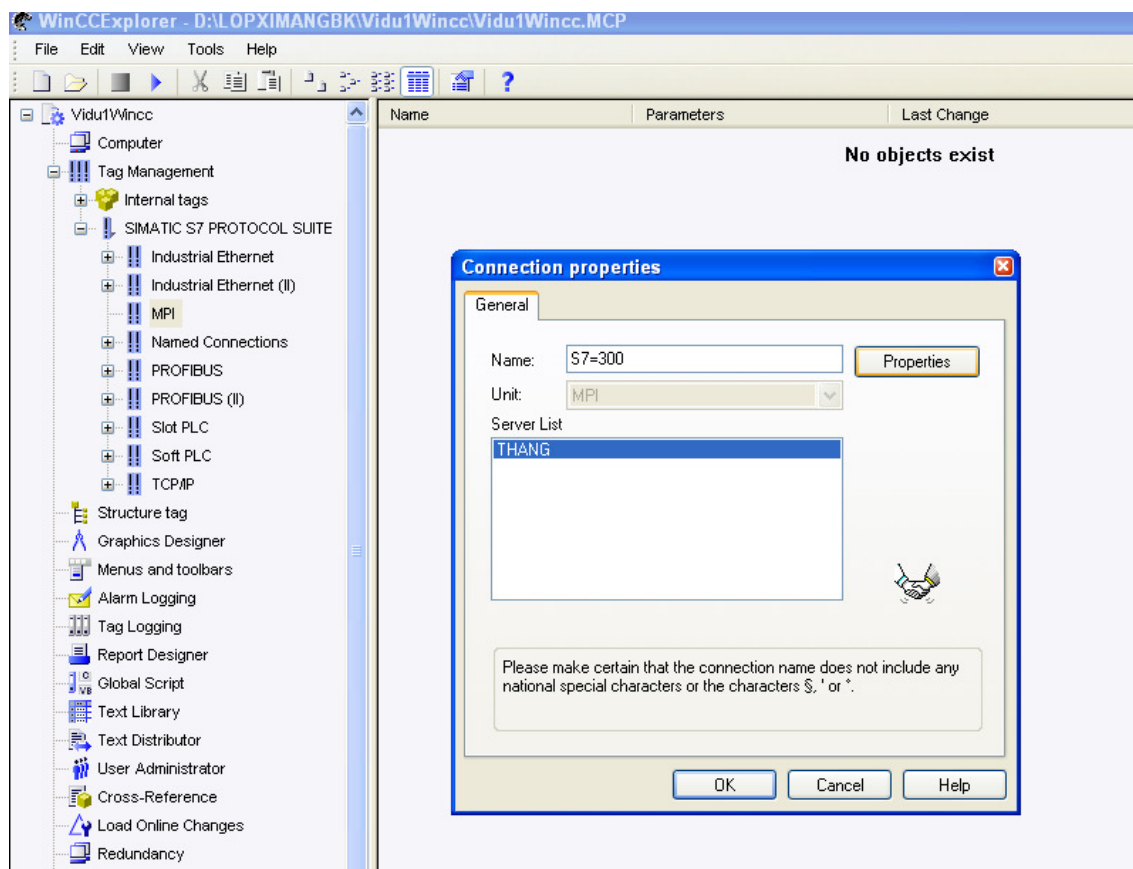 WinCCExplorer - D:\LOPXIMANGBK\Vidu1Wincc\Vidu1Wincc.MCP
File Edit View Tools Help
Vidu1Wincc
Computer
Tag Management
Internal tags
SIMATIC S7 PROTOCOL SUITE
Industrial Ethernet
Industrial Ethernet (II)
MPI
Named Connections
PROFIBUS
PROFIBUS (II)
Slot PLC
Soft PLC
TCP/IP
Structure tag
Graphics Designer
Menus and toolbars
Alarm Logging
Tag Logging
Report Designer
Global Script
Text Library
Text Distributor
User Administrator
Cross-Reference
Load Online Changes
Redundancy
Name Parameters Last Change
No objects exist
Connection properties
General
Name: S7=300 Properties
Unit: MPI
Server List
THANG
Please make certain that the connection name does not include any
national special characters or the characters §, ' or ".
OK Cancel Help